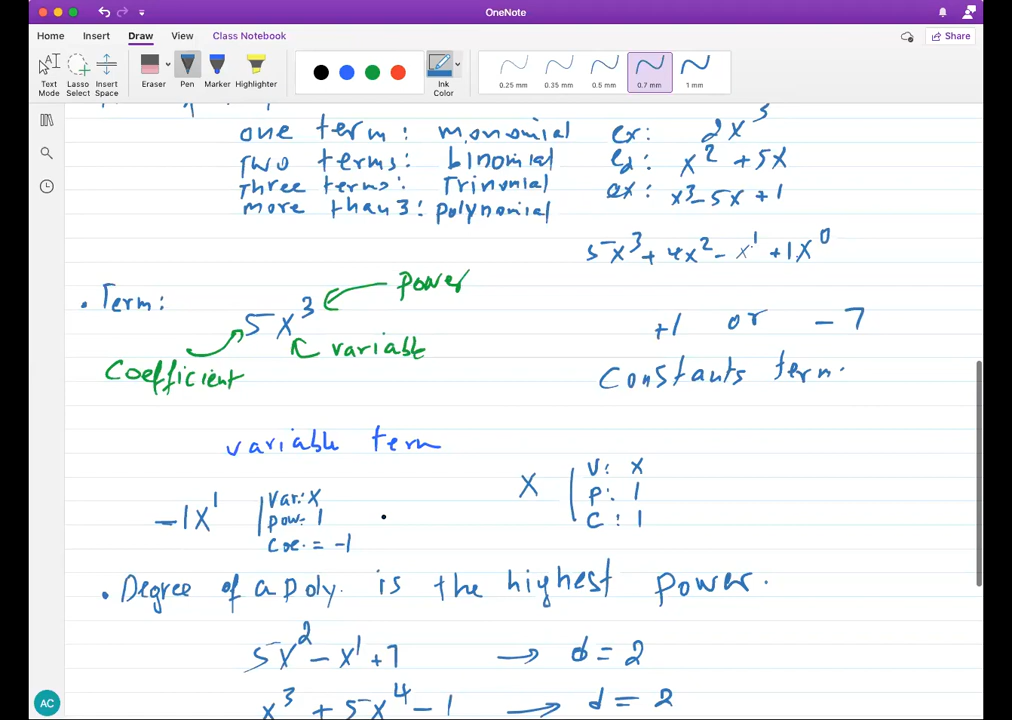 OneNote
Home Insert Draw View Class Notebook
Share
Text Mode
Lasso Select
Insert Space
Eraser
Pen
Marker
Highlighter
Ink Color
0.25 mm
0.35 mm
0.5 mm
0.7 mm
1 mm
one term: monomial ex: 2x³
Two terms: binomial ex: x² + 5x
Three terms: Trinomial ex: x³ - 5x + 1
more than 3: polynomial
5x³ + 4x² - x¹ + 1x⁰
• Term:
Power
5x³
variable
Coefficient
+1 or - 7
Constants term.
variable term
-1x¹
Var: x
pow: 1
Coe. = -1
X
V: x
P: 1
C: 1
• Degree of a poly. is the highest power.
5x² - x¹ + 7 → d = 2
x³ + 5x⁴ - 1 → d = 2
AC